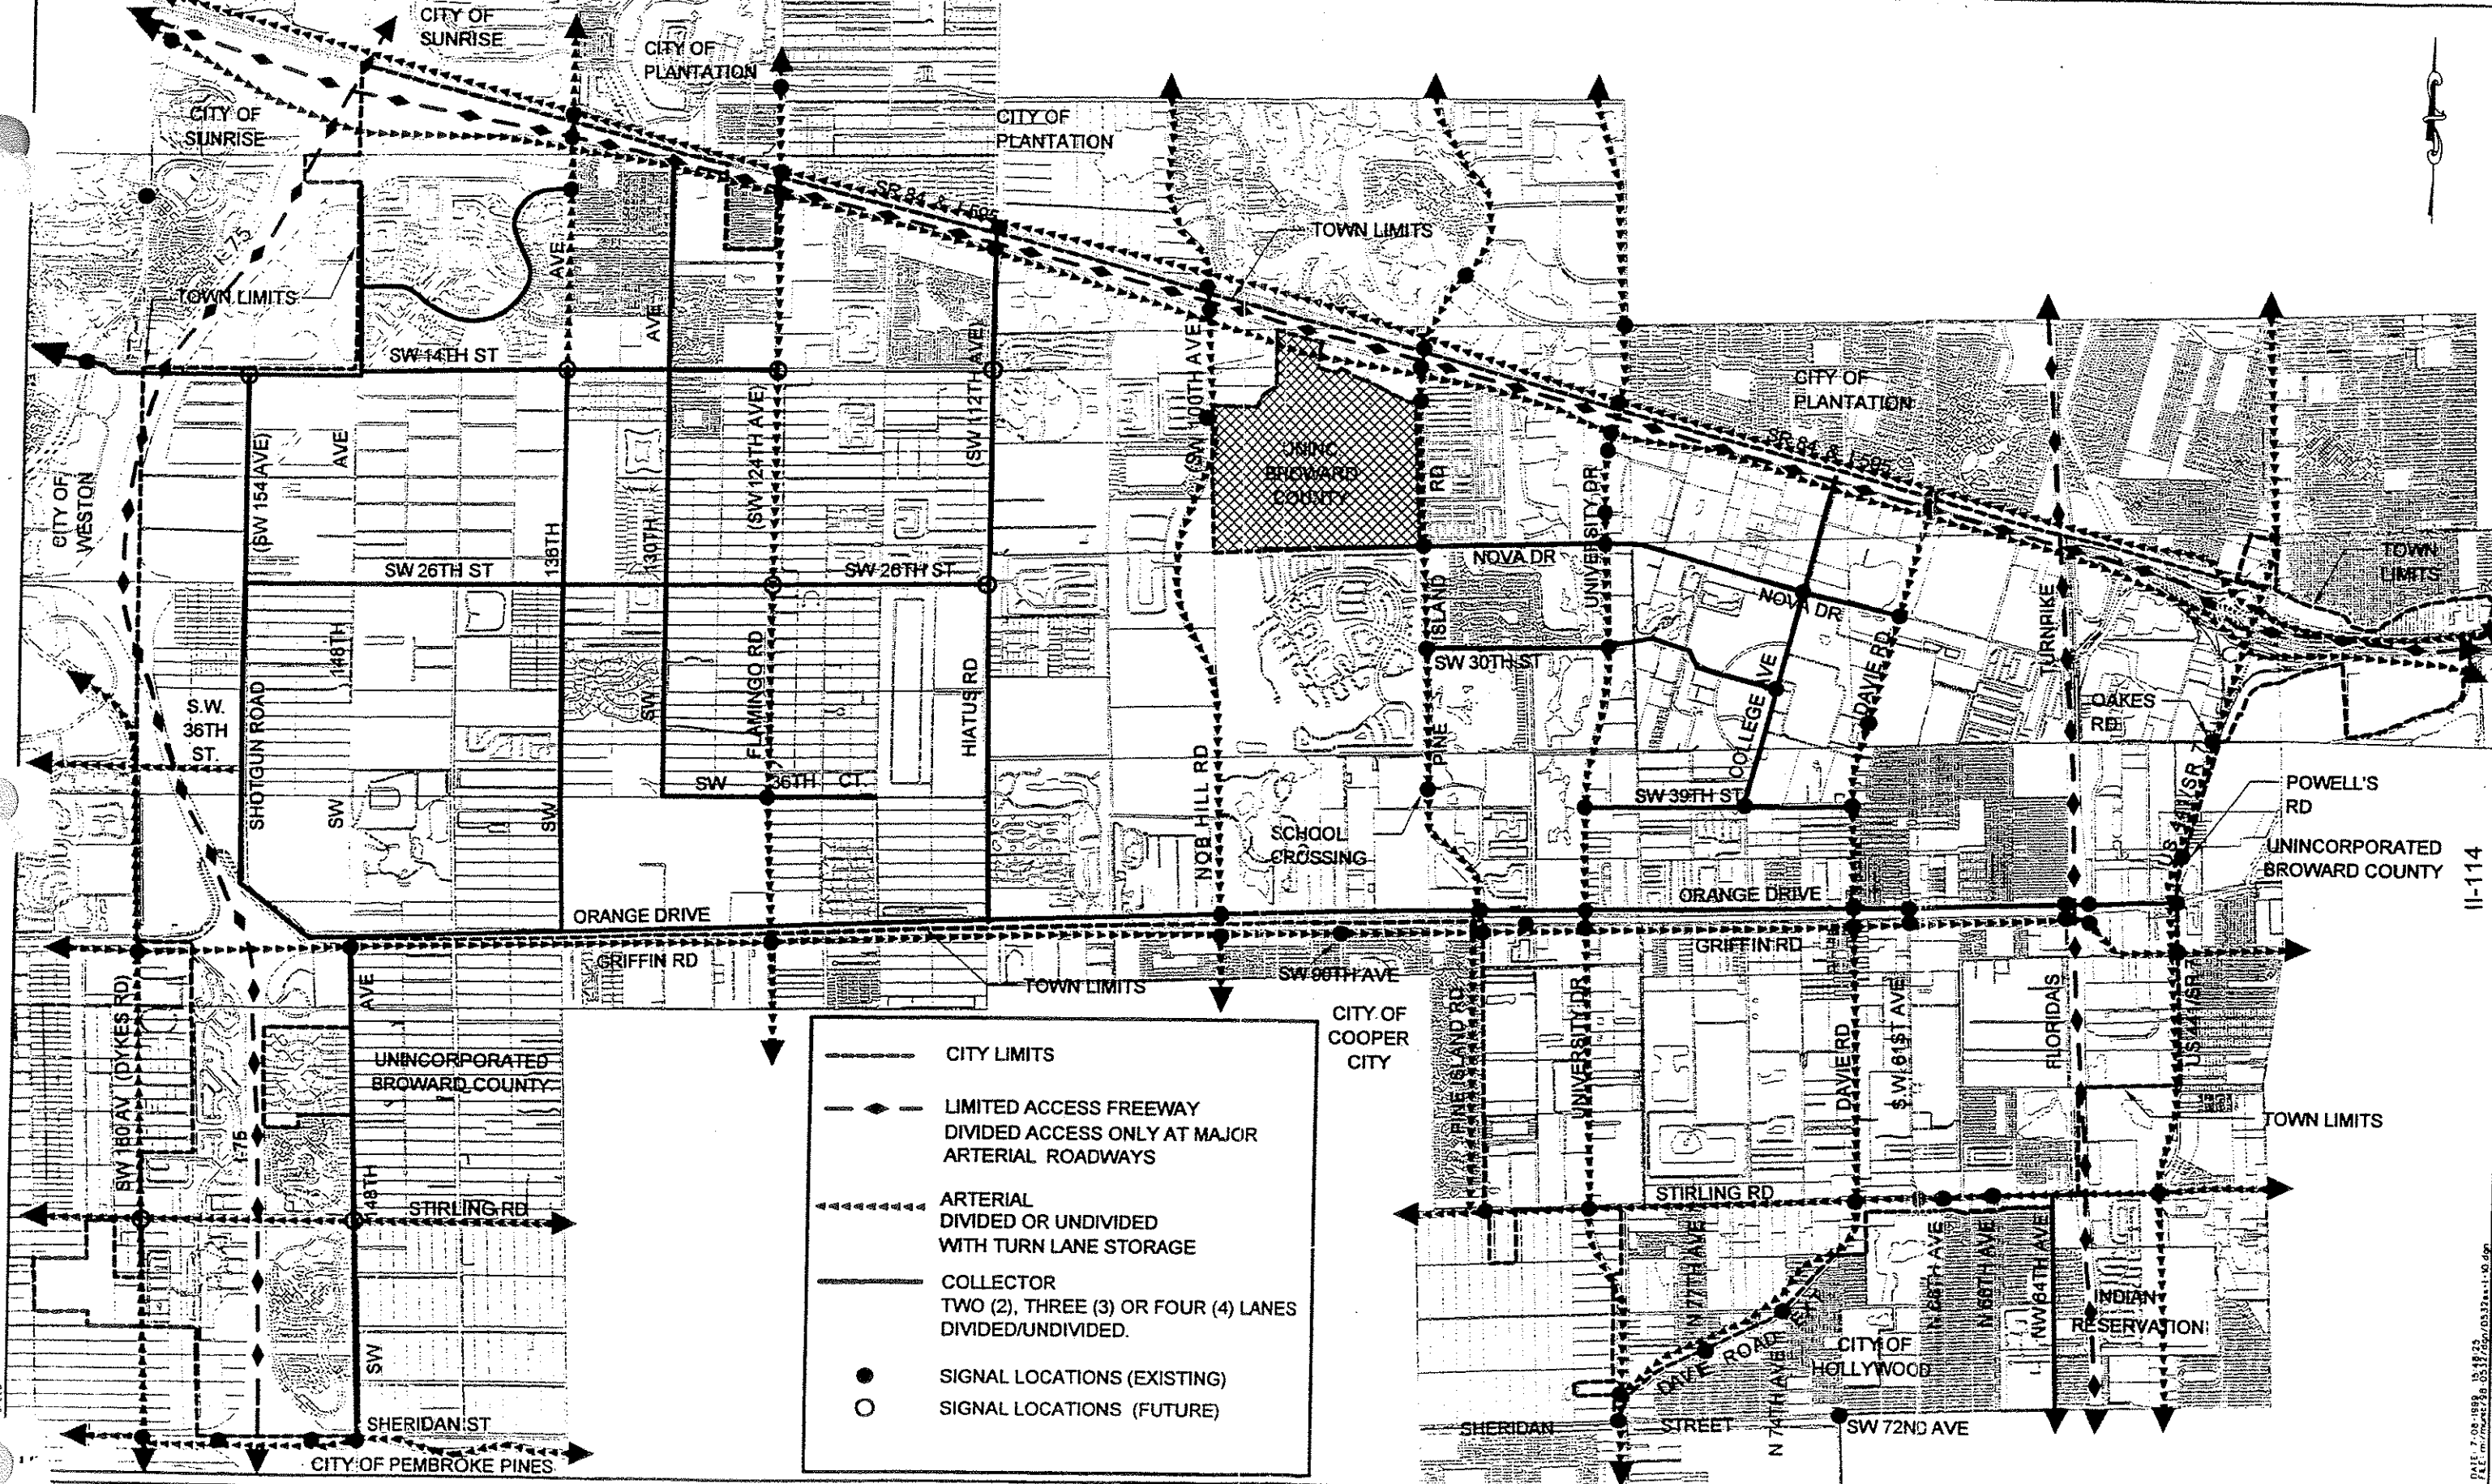 CITY OF
SUNRISE
CITY OF
PLANTATION
CITY OF
SUNRISE
CITY OF
PLANTATION
SR 84 & I-595
TOWN LIMITS
I-75
TOWN LIMITS
AVE
AVE
SW 14TH ST
(SW 112TH AVE)
(SW 100TH AVE)
CITY OF
PLANTATION
SR 84 & I-595
CITY OF
WESTON
(SW 154 AVE)
AVE
(SW 124TH AVE)
UNINC
BROWARD
COUNTY
RD
UNIVERSITY DR
136TH
130TH
SW 26TH ST
SW 26TH ST
NOVA DR
NOVA DR
TOWN
LIMITS
148TH
FLAMINGO RD
HIATUS RD
ISLAND
SW 30TH ST
COLLEGE AVE
DAVIE RD
TURNPIKE
S.W.
36TH
ST.
SHOTGUN ROAD
SW
SW
SW
SW 36TH CT.
NOB HILL RD
PINE
OAKES
RD
SW 39TH ST
SCHOOL
CROSSING
US 441/SR 7
POWELL'S
RD
UNINCORPORATED
BROWARD COUNTY
II-114
ORANGE DRIVE
ORANGE DRIVE
GRIFFIN RD
GRIFFIN RD
TOWN LIMITS
SW 90TH AVE
CITY OF
COOPER
CITY
SW 160 AV (DYKES RD)
AVE
UNINCORPORATED
BROWARD COUNTY
I-75
148TH
STIRLING RD
SW
SHERIDAN ST
CITY OF PEMBROKE PINES
CITY LIMITS
LIMITED ACCESS FREEWAY
DIVIDED ACCESS ONLY AT MAJOR
ARTERIAL ROADWAYS
ARTERIAL
DIVIDED OR UNDIVIDED
WITH TURN LANE STORAGE
COLLECTOR
TWO (2), THREE (3) OR FOUR (4) LANES
DIVIDED/UNDIVIDED.
SIGNAL LOCATIONS (EXISTING)
SIGNAL LOCATIONS (FUTURE)
PINE ISLAND RD
UNIVERSITY DR
DAVIE RD
S.W. 61ST AVE
FLORIDA'S
US 441/SR 7
TOWN LIMITS
STIRLING RD
N 77TH AVE
N 68TH AVE
N 66TH AVE
NW 64TH AVE
INDIAN
RESERVATION
DAVIE ROAD EXT
CITY OF
HOLLYWOOD
N 74TH AVE
SHERIDAN STREET
SW 72ND AVE